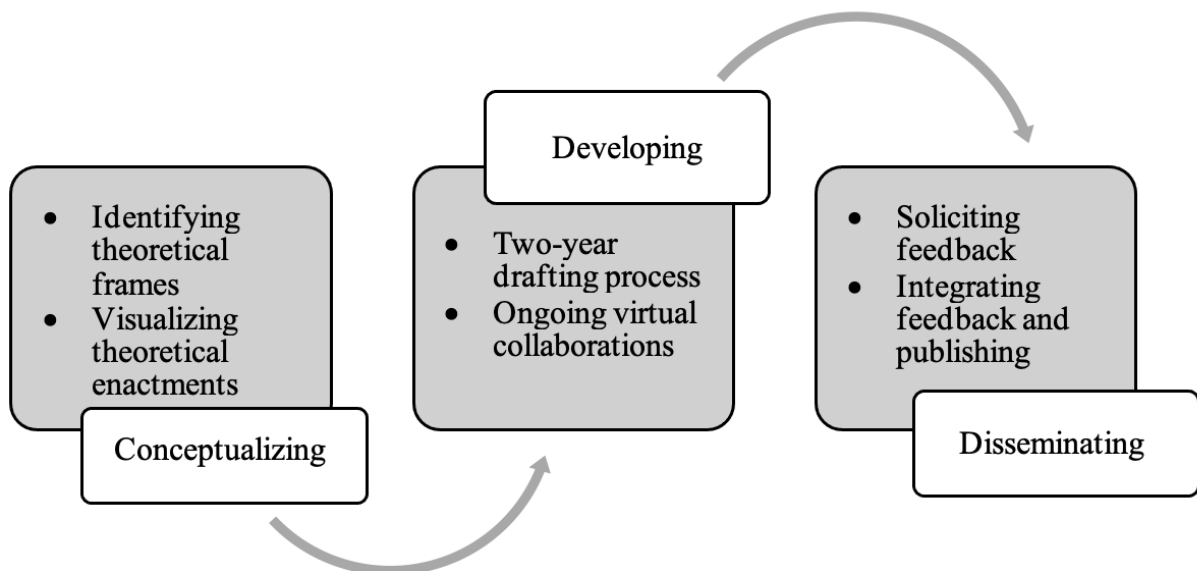 • Identifying
theoretical
frames
• Visualizing
theoretical
enactments
Conceptualizing
Developing
• Two-year
drafting process
• Ongoing virtual
collaborations
• Soliciting
feedback
• Integrating
feedback and
publishing
Disseminating